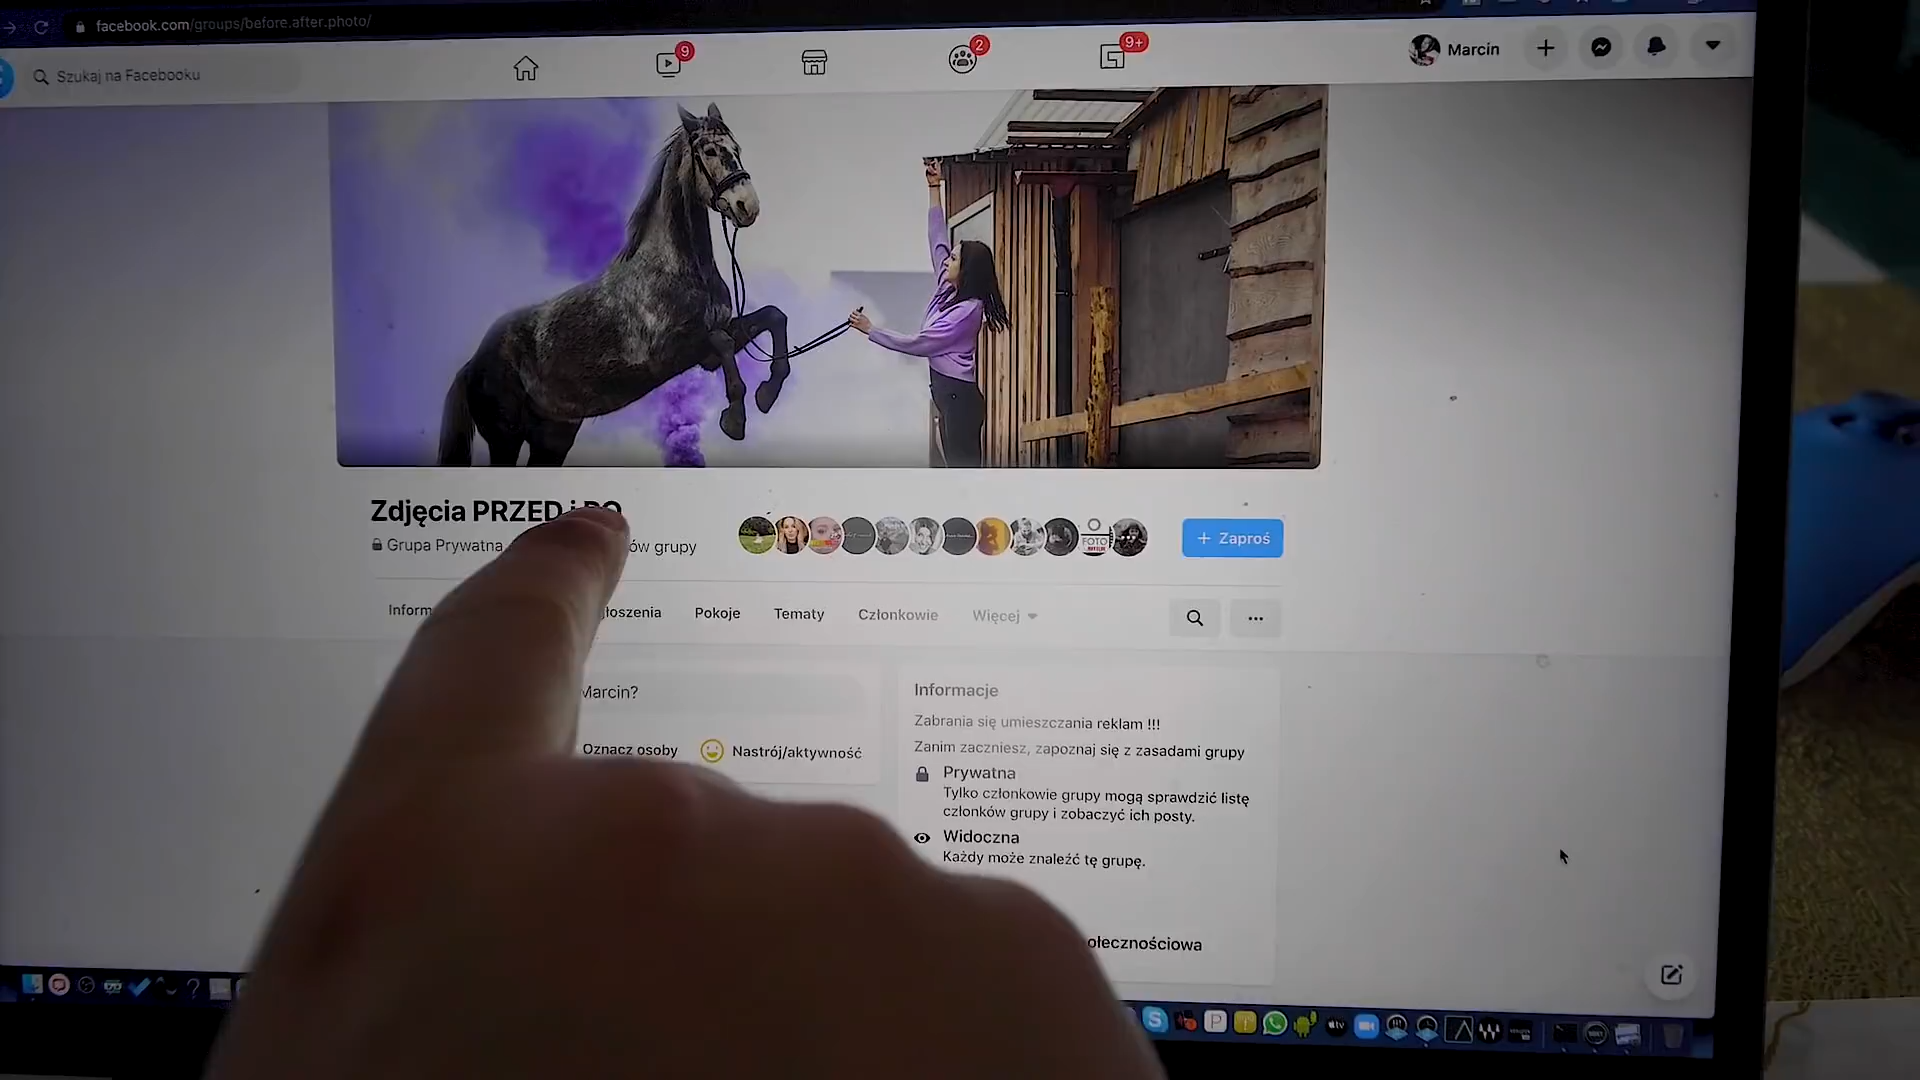 facebook.com/groups/before.after.photo/
Szukaj na Facebooku
9
2
9+
Marcin
Zdjęcia PRZED i PO
Grupa Prywatna
ów grupy
FOTO
+ Zaproś
Inform
łoszenia
Pokoje
Tematy
Członkowie
Więcej
Marcin?
Oznacz osoby
Nastrój/aktywność
Informacje
Zabrania się umieszczania reklam !!!
Zanim zaczniesz, zapoznaj się z zasadami grupy
Prywatna
Tylko członkowie grupy mogą sprawdzić listę
członków grupy i zobaczyć ich posty.
Widoczna
Każdy może znaleźć tę grupę.
ołecznościowa
tv